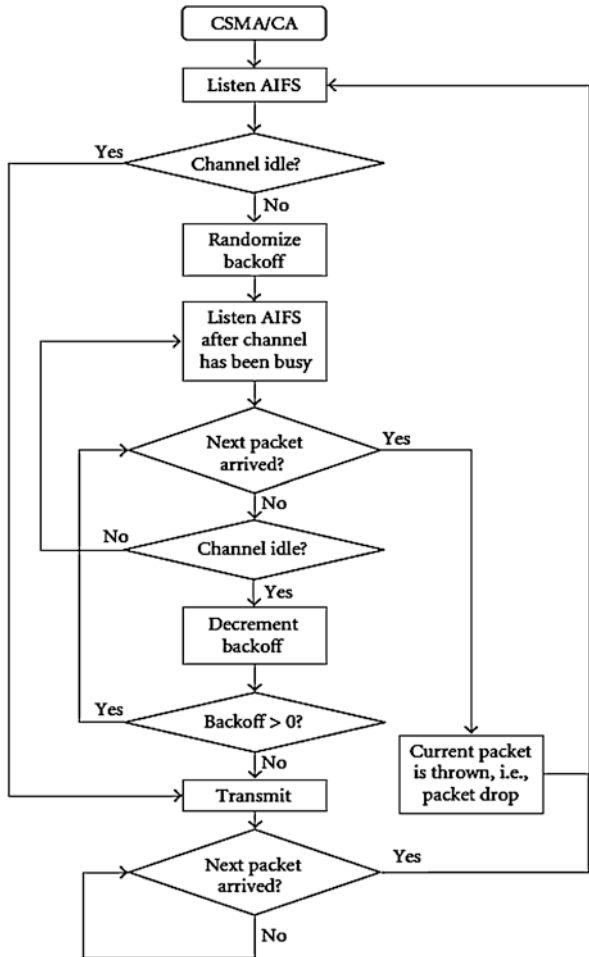 CSMA/CA
Listen AIFS
Yes
Channel idle?
No
Randomize
backoff
Listen AIFS
after channel
has been busy
Next packet
arrived?
Yes
No
No
Channel idle?
Yes
Decrement
backoff
Yes
Backoff > 0?
No
Current packet
is thrown, i.e.,
packet drop
Transmit
Next packet
arrived?
Yes
No